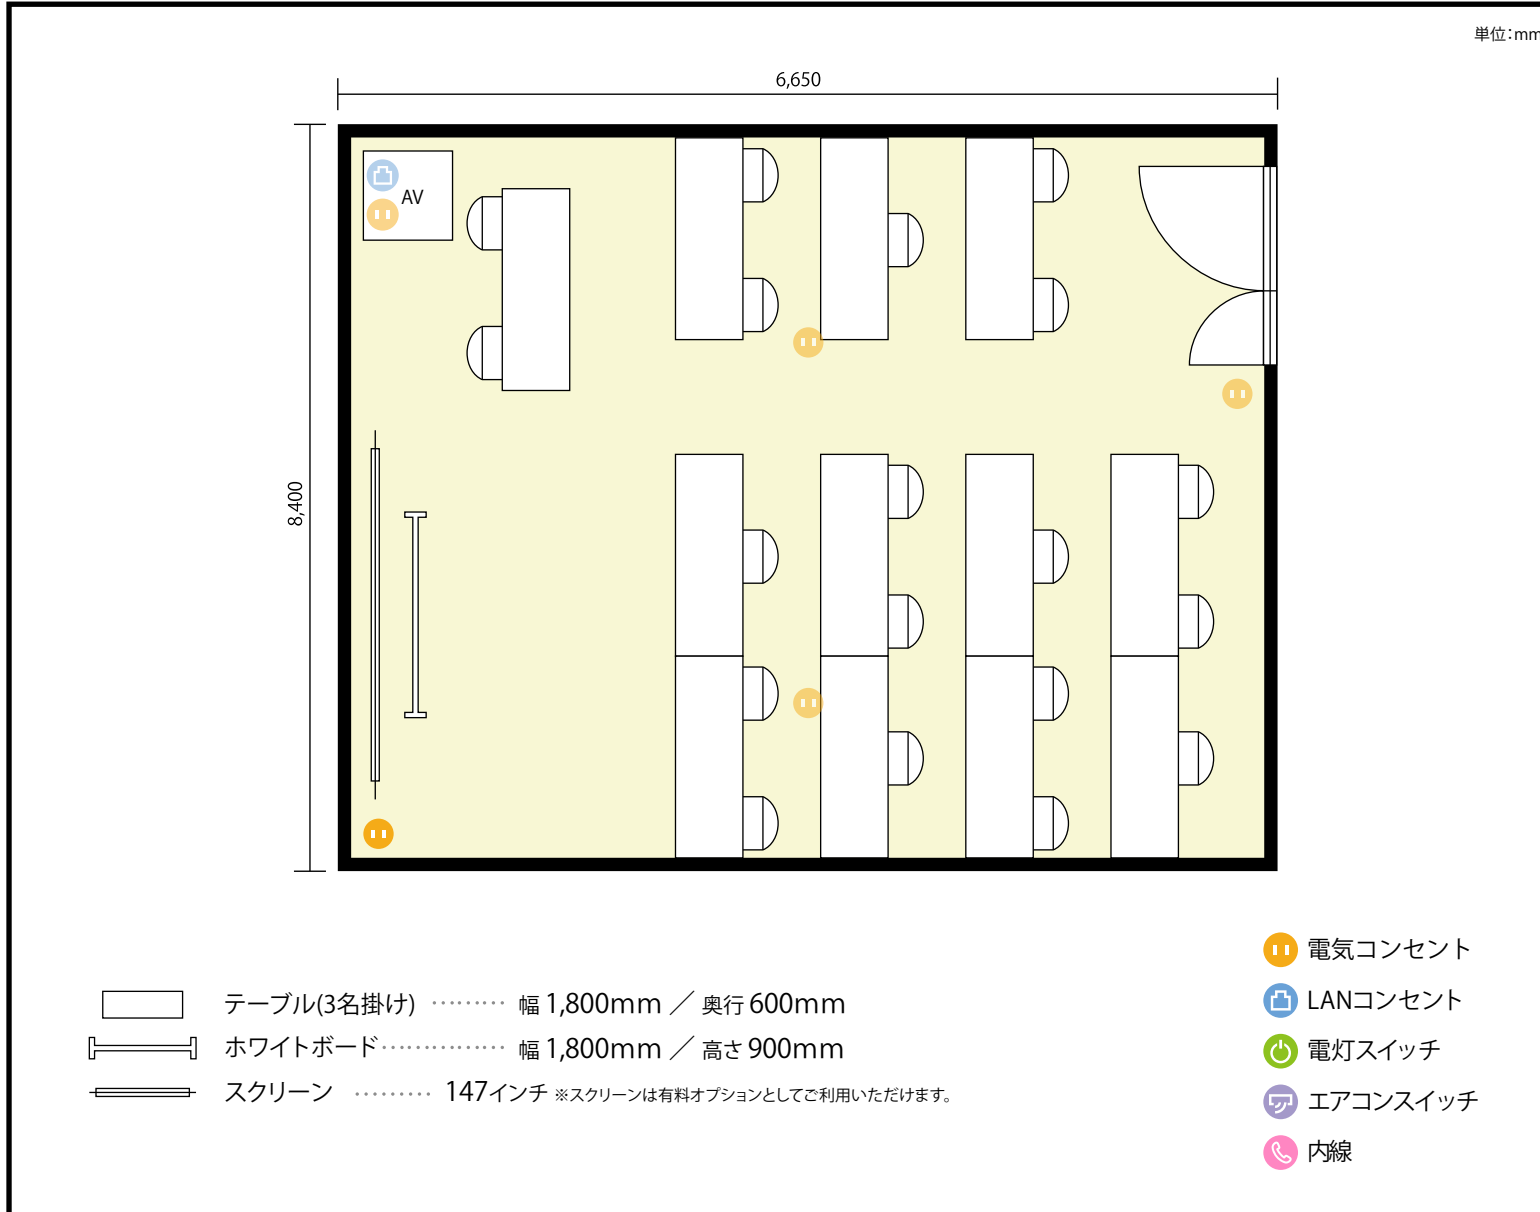 単位：mm
6,650
AV
8,400
電気コンセント
LANコンセント
電灯スイッチ
エアコンスイッチ
内線
テーブル(3名掛け) ········· 幅 1,800mm ／ 奥行 600mm
ホワイトボード ··············· 幅 1,800mm ／ 高さ 900mm
スクリーン ········· 147インチ ※スクリーンは有料オプションとしてご利用いただけます。